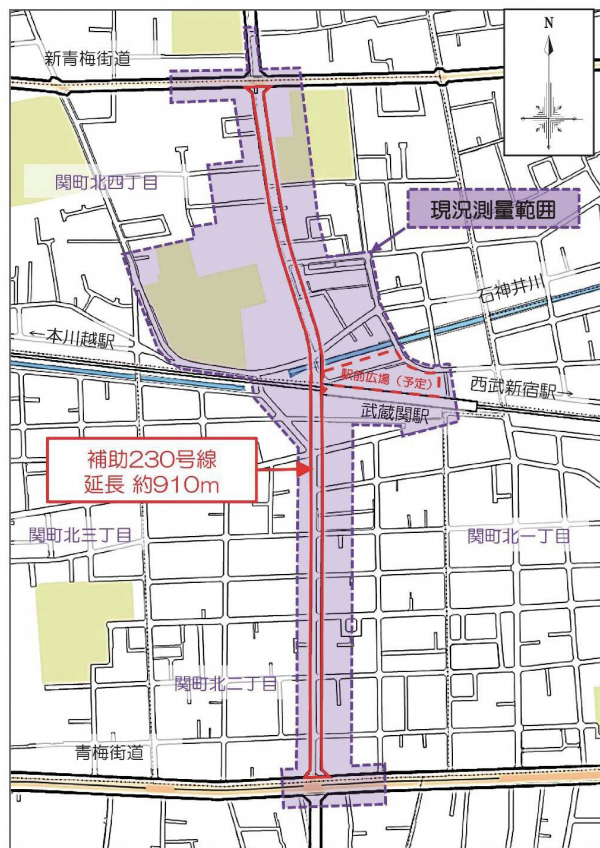 N
新青梅街道
関町北四丁目
現況測量範囲
石神井川
←本川越駅
駅前広場（予定）
西武新宿駅→
武蔵関駅
補助230号線
延長 約910m
関町北三丁目
関町北一丁目
関町北二丁目
青梅街道